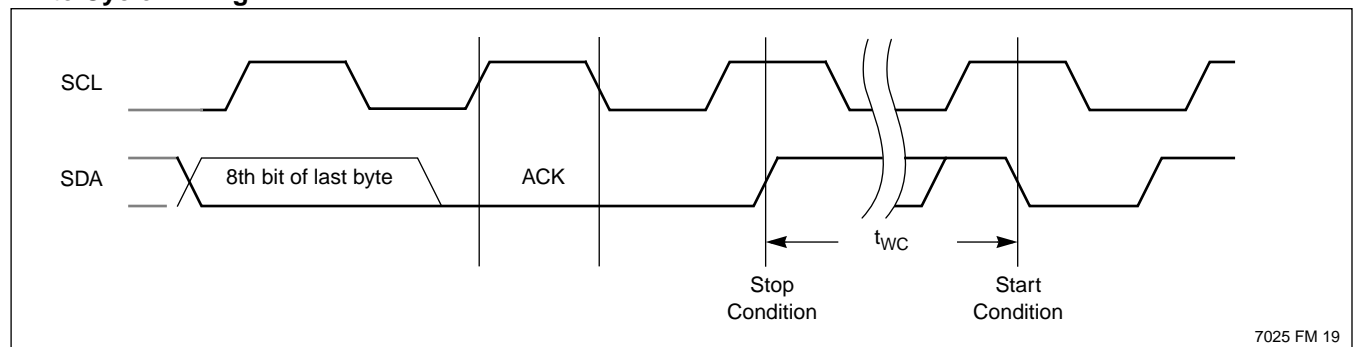 SCL
SDA
8th bit of last byte
ACK
tWC
Stop
Condition
Start
Condition
7025 FM 19